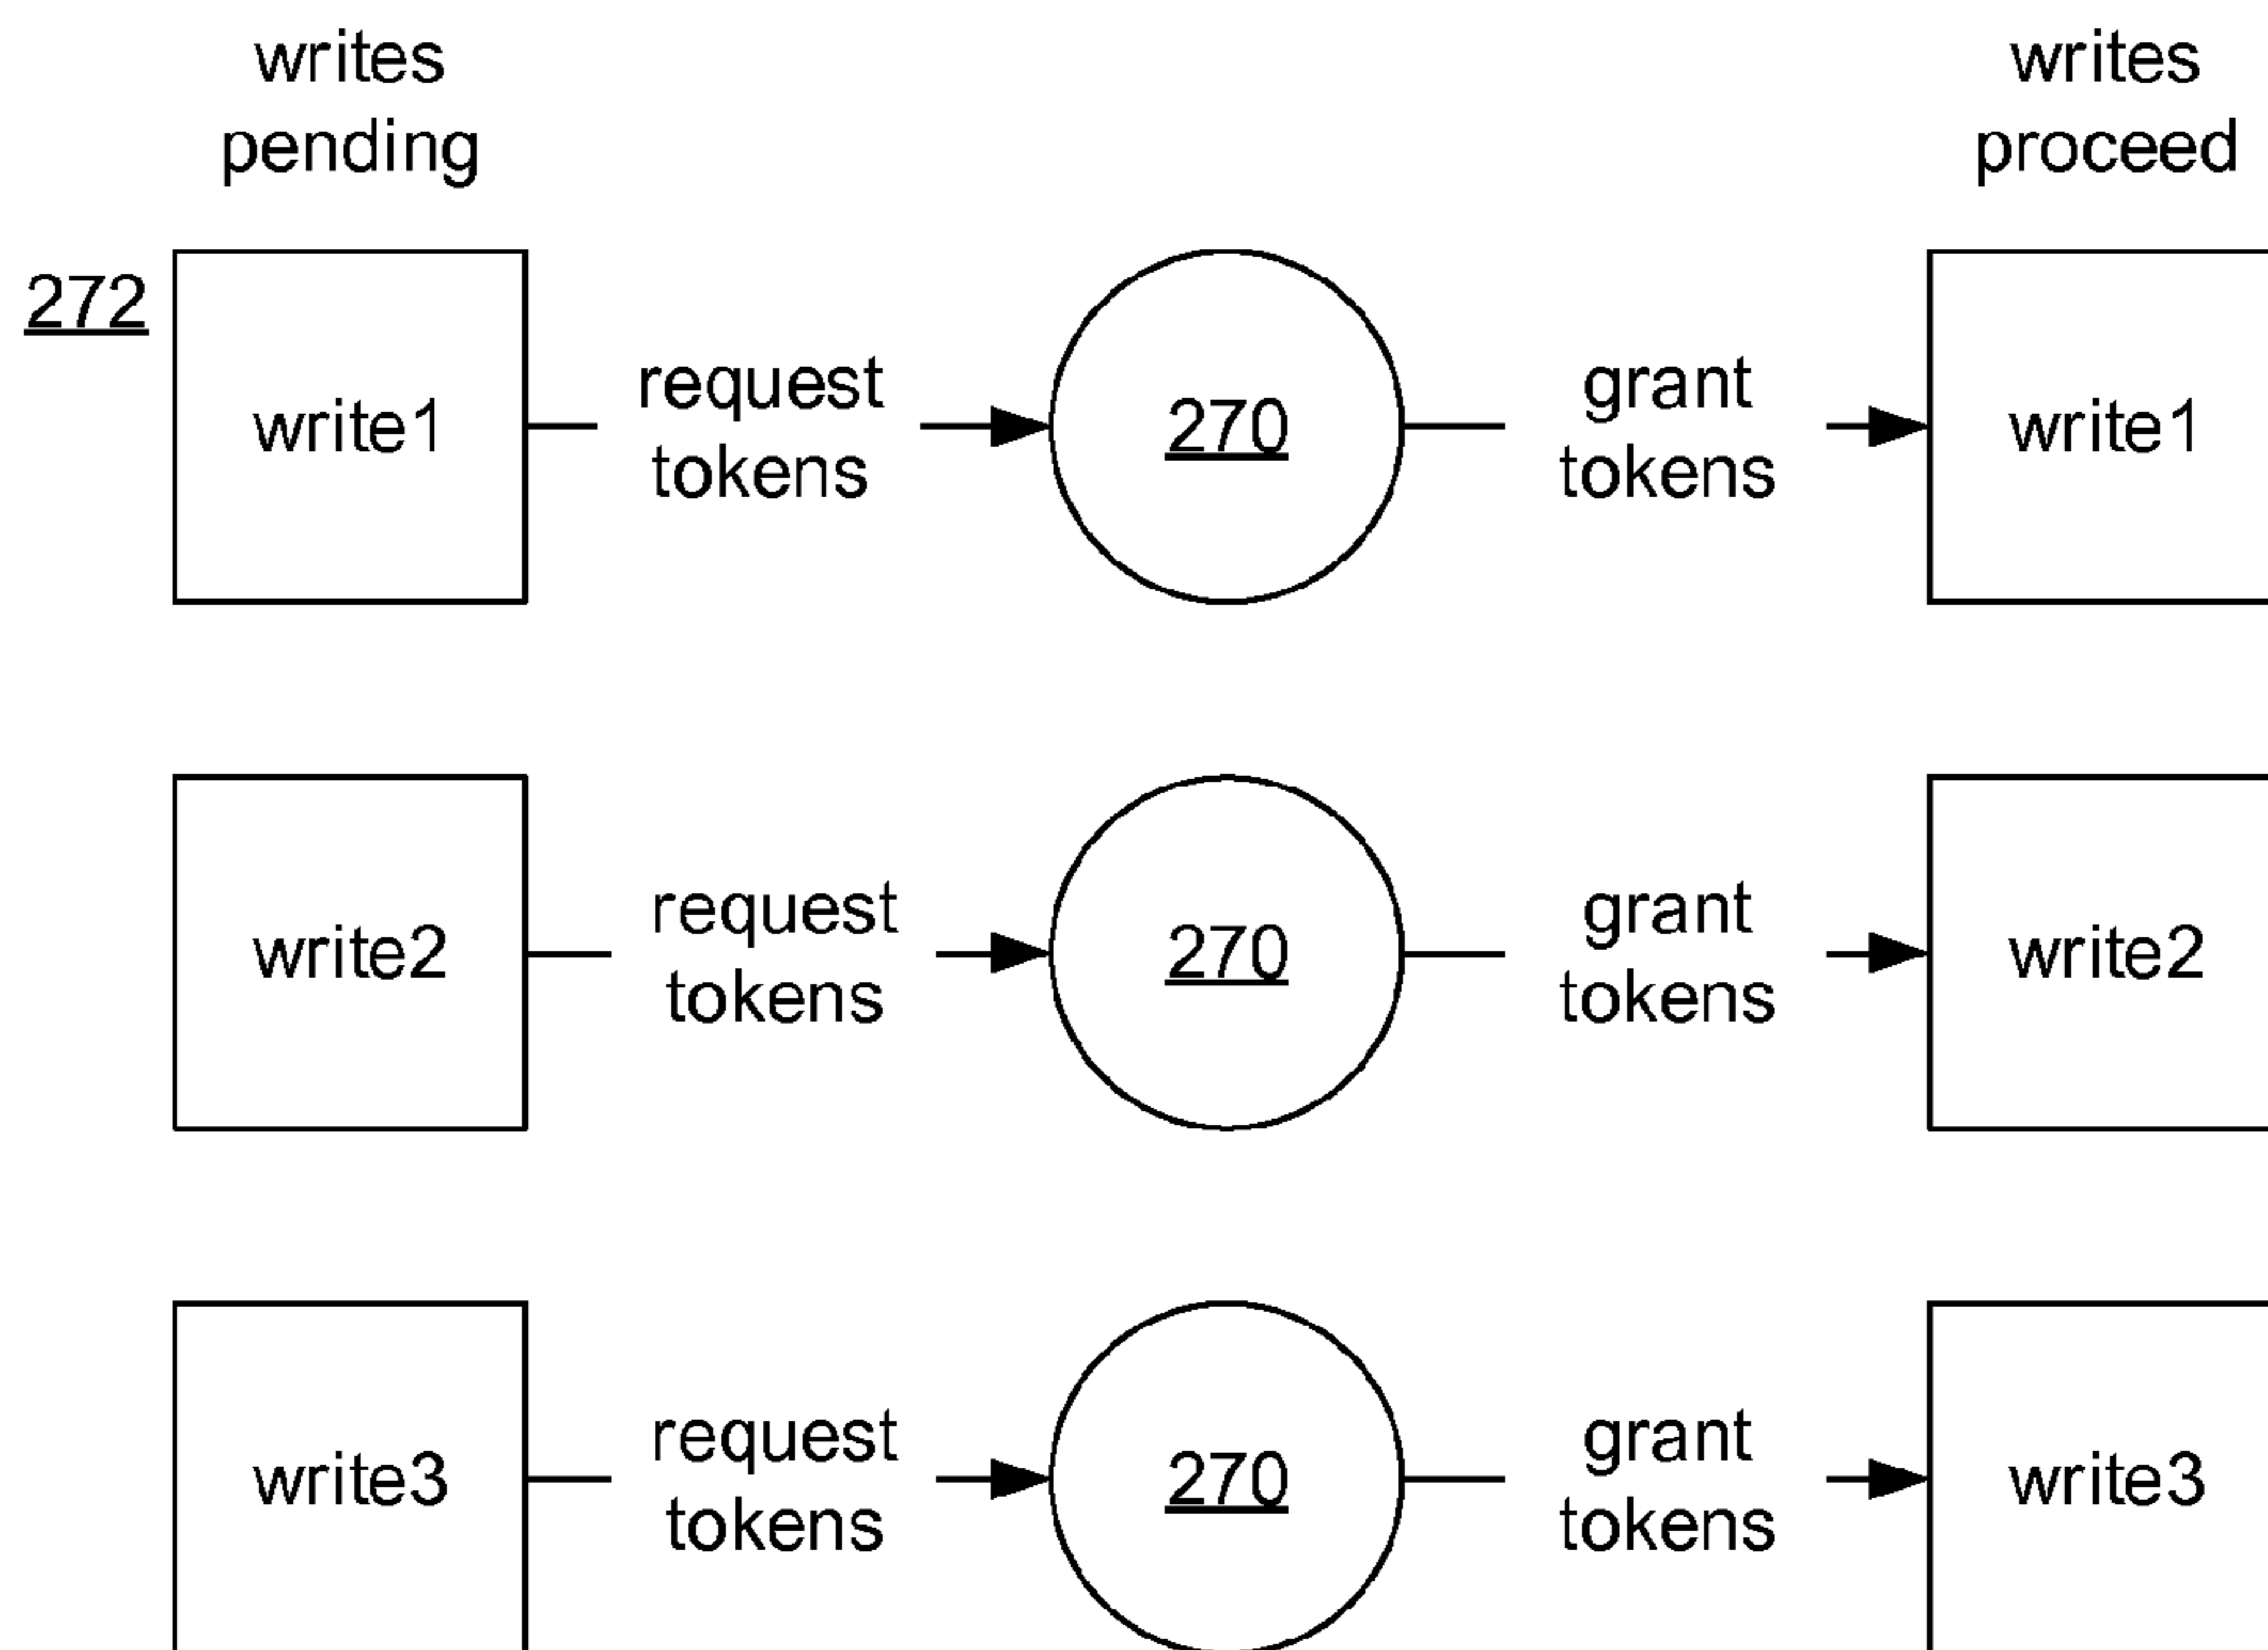 writes
pending
writes
proceed
272
write1
request
tokens
270
grant
tokens
write1
write2
request
tokens
270
grant
tokens
write2
write3
request
tokens
270
grant
tokens
write3